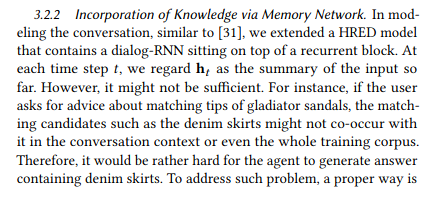 3.2.2 Incorporation of Knowledge via Memory Network. In mod-
eling the conversation, similar to [31], we extended a HRED model
that contains a dialog-RNN sitting on top of a recurrent block. At
each time step t, we regard hₜ as the summary of the input so
far. However, it might not be sufficient. For instance, if the user
asks for advice about matching tips of gladiator sandals, the match-
ing candidates such as the denim skirts might not co-occur with
it in the conversation context or even the whole training corpus.
Therefore, it would be rather hard for the agent to generate answer
containing denim skirts. To address such problem, a proper way is